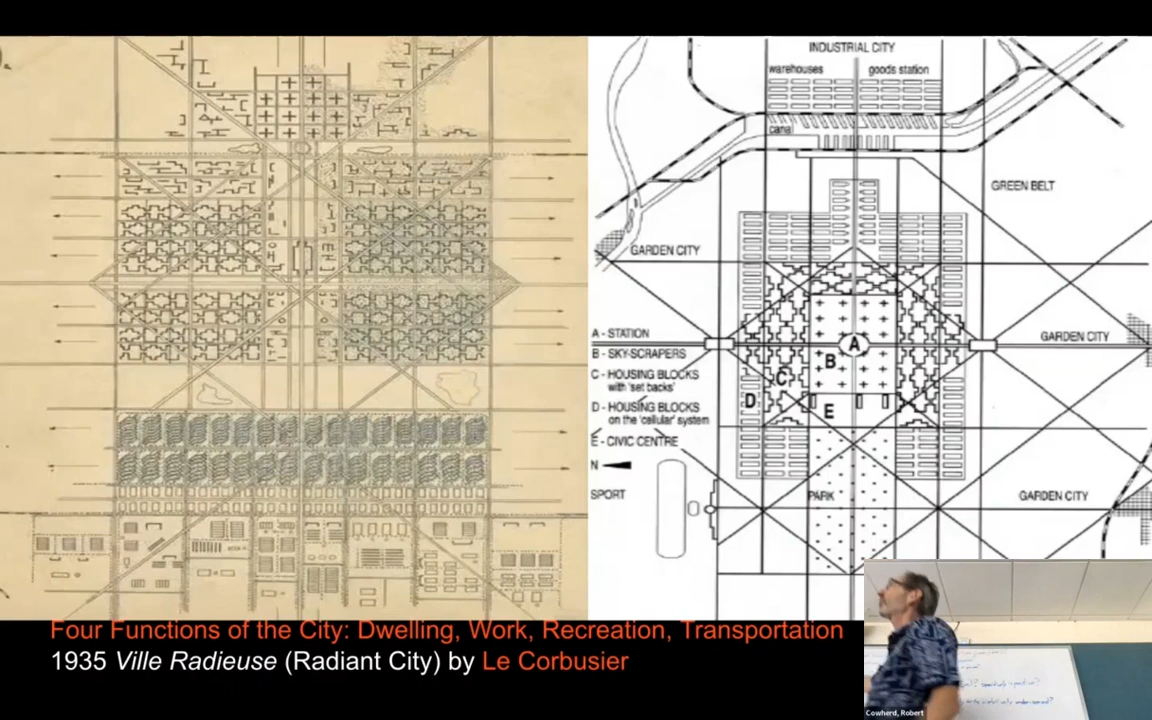 INDUSTRIAL CITY
warehouses goods station
canal
GREEN BELT
GARDEN CITY
GARDEN CITY
A - STATION
B - SKY-SCRAPERS
C - HOUSING BLOCKS
with 'set backs'
D - HOUSING BLOCKS
on the 'cellular' system
E - CIVIC CENTRE
N
SPORT
A
B
C
D
E
PARK
GARDEN CITY
Four Functions of the City: Dwelling, Work, Recreation, Transportation
1935 Ville Radieuse (Radiant City) by Le Corbusier
Cowherd, Robert